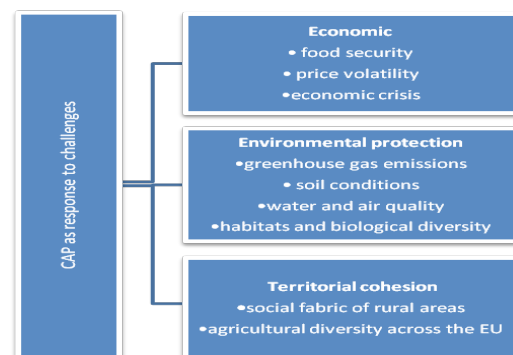 CAP as response to challenges
Economic
• food security
• price volatility
•economic crisis
Environmental protection
•greenhouse gas emissions
• soil conditions
•water and air quality
•habitats and biological diversity
Territorial cohesion
•social fabric of rural areas
•agricultural diversity across the EU